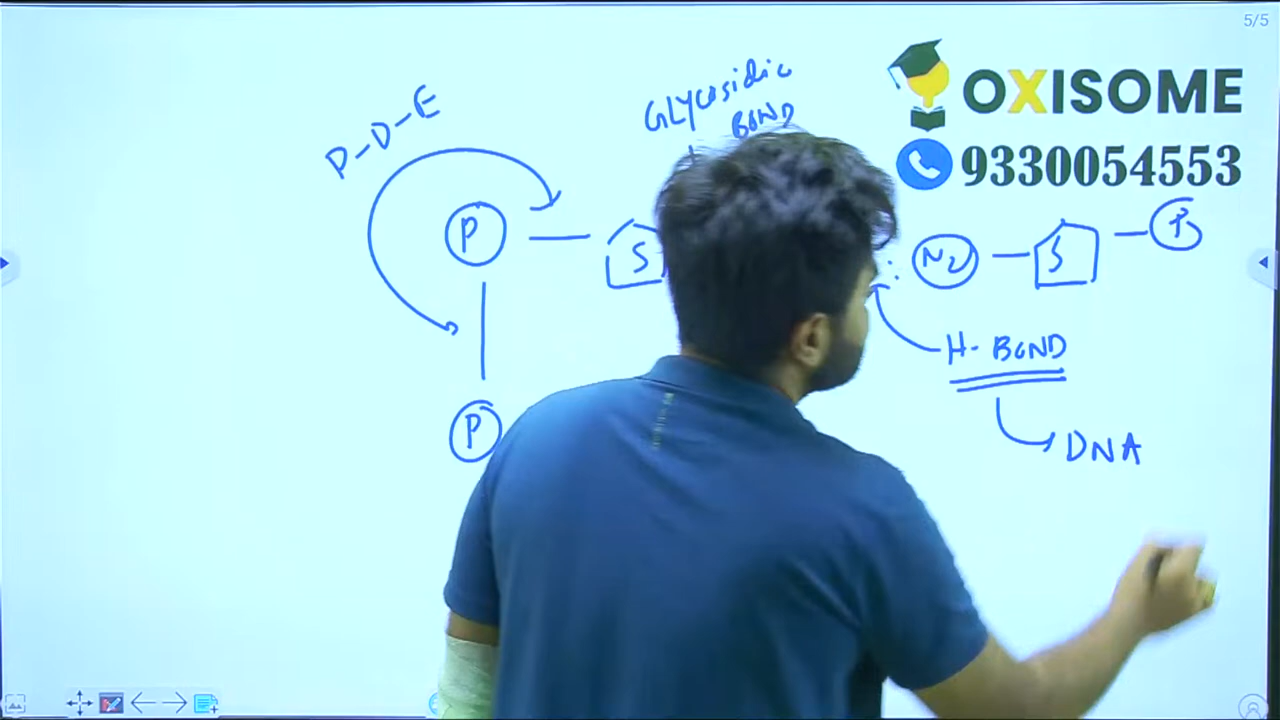 5/5
OXISOME
9330054553
Glycosidic
BOND
P-D-E
P
S
N2
S
P
H-BOND
DNA
P